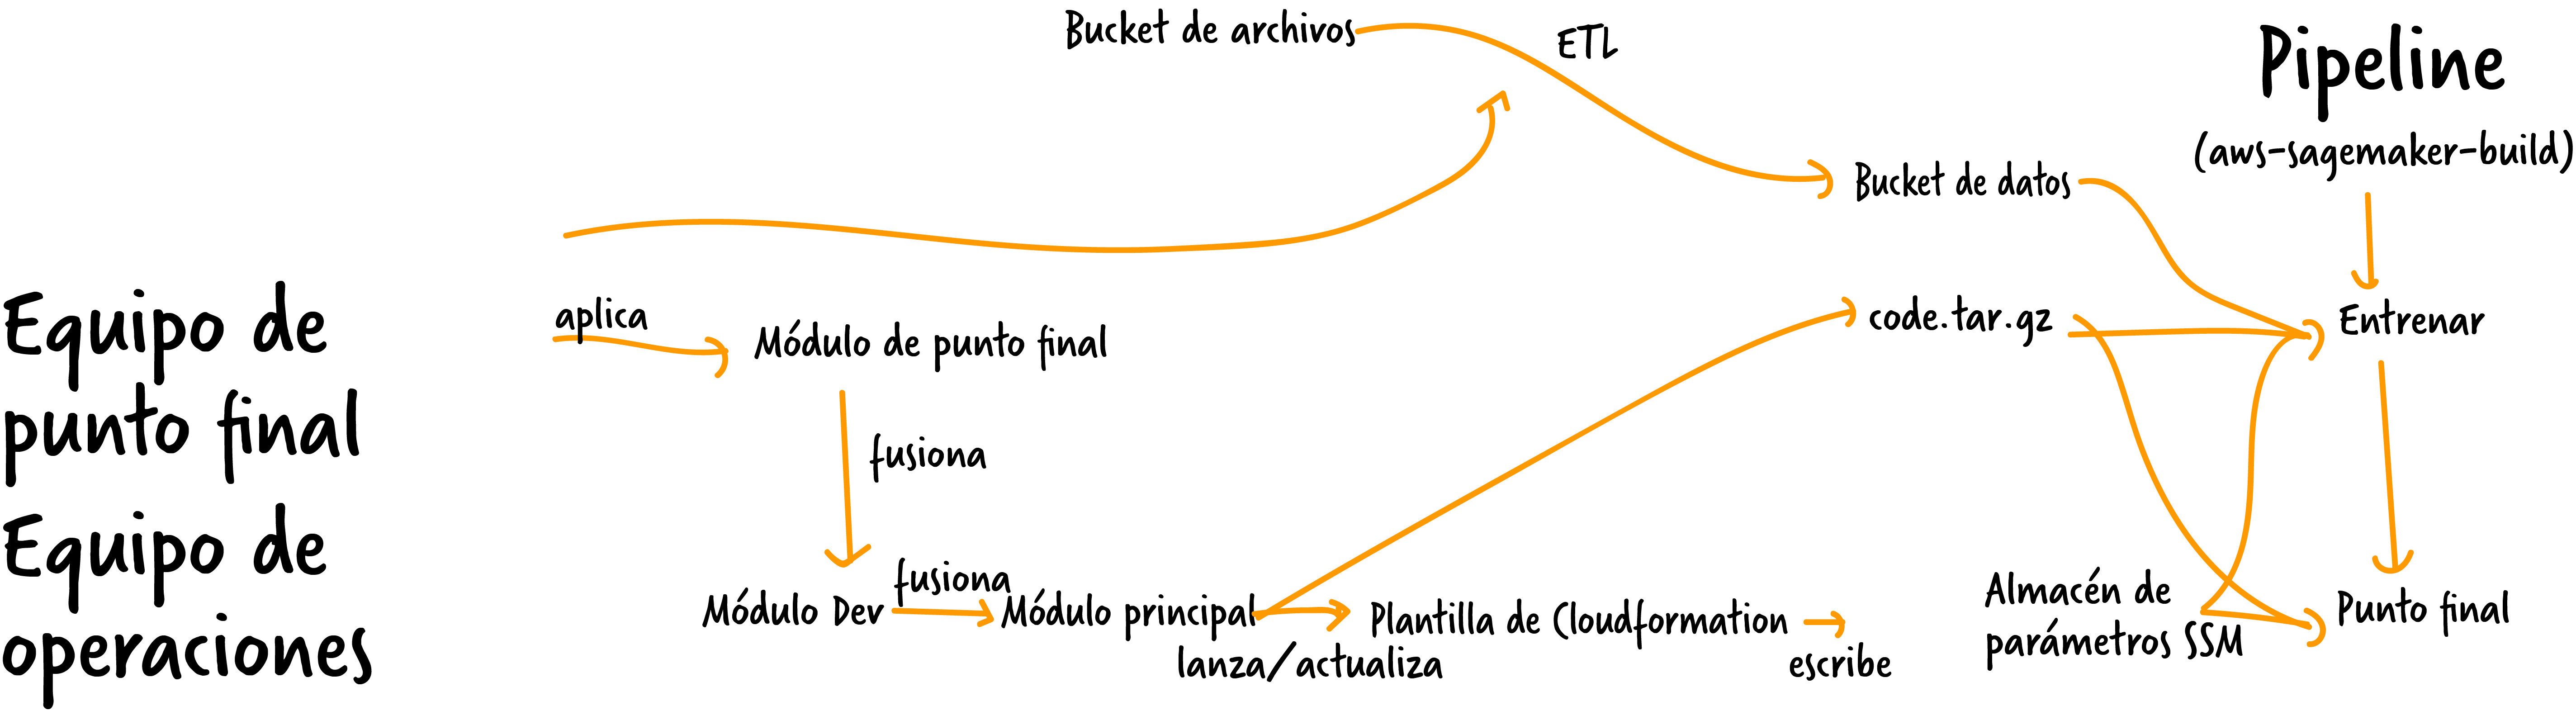 Bucket de archivos
ETL
Pipeline
(aws-sagemaker-build)
Bucket de datos
Equipo de
punto final
aplica
Módulo de punto final
code.tar.gz
Entrenar
fusiona
Equipo de
operaciones
Módulo Dev
fusiona
Módulo principal
lanza/actualiza
Plantilla de Cloudformation
escribe
Almacén de
parámetros SSM
Punto final